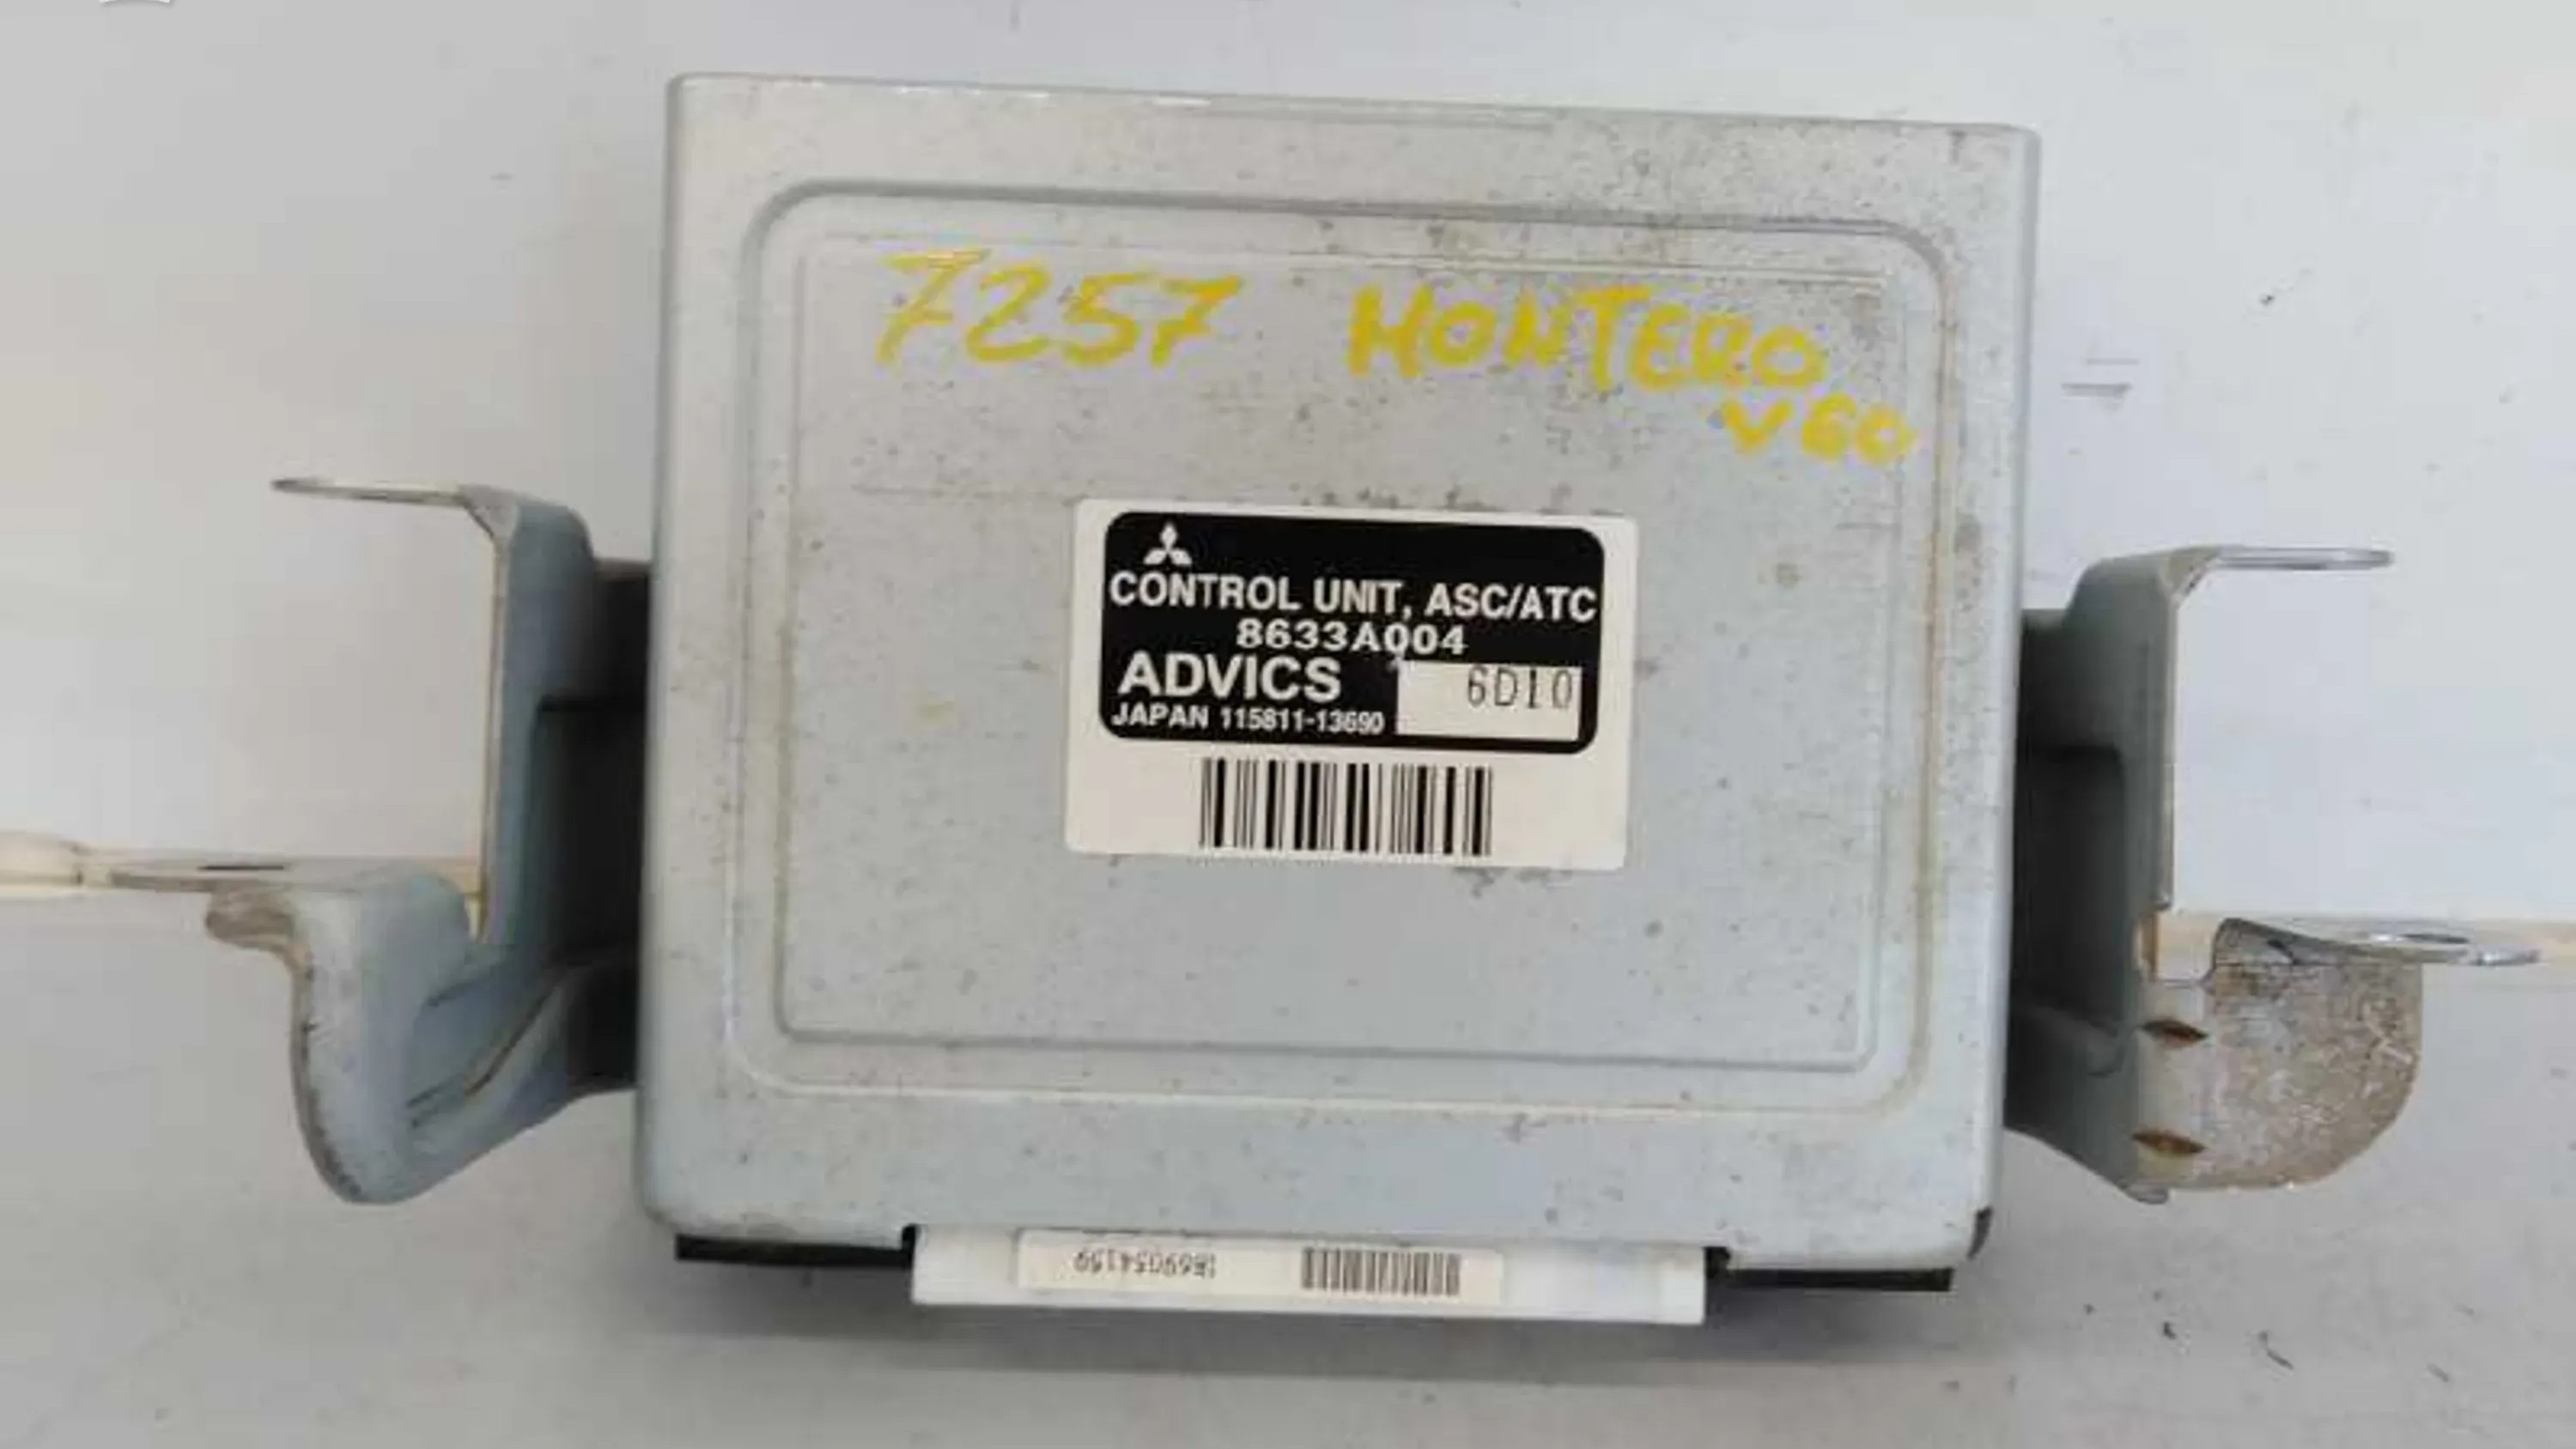 7257 MONTERO
V60
CONTROL UNIT, ASC/ATC
8633A004
ADVICS 6D10
JAPAN 115811-13690